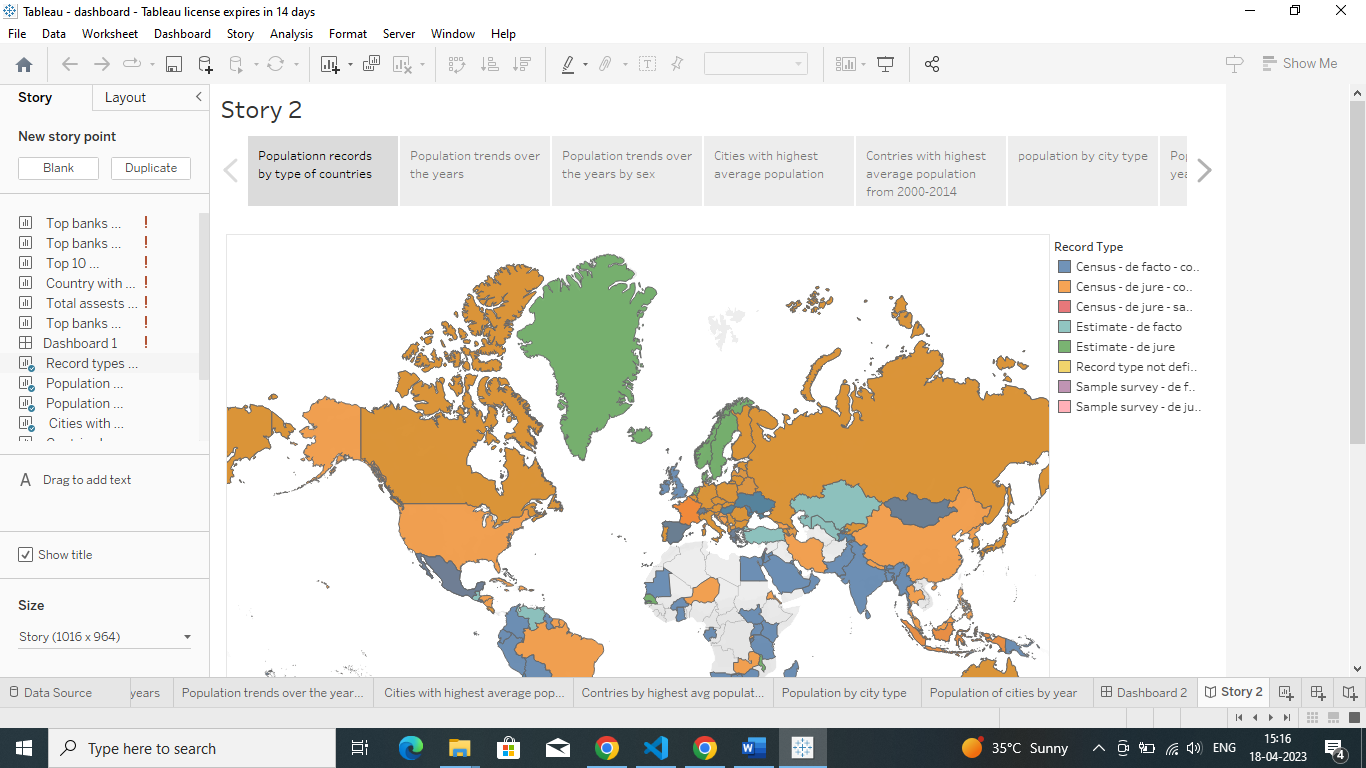 Tableau - dashboard - Tableau license expires in 14 days
File Data Worksheet Dashboard Story Analysis Format Server Window Help
Show Me
Story Layout
New story point
Blank Duplicate
Top banks ... !
Top banks ... !
Top 10 ... !
Country with ... !
Total assests ... !
Top banks ... !
Dashboard 1 !
Record types ...
Population ...
Population ...
Cities with ...
A Drag to add text
Show title
Size
Story (1016 x 964)
Story 2
Populationn records
by type of countries
Population trends over
the years
Population trends over
the years by sex
Cities with highest
average population
Contries with highest
average population
from 2000-2014
population by city type
Record Type
Census - de facto - co..
Census - de jure - co..
Census - de jure - sa..
Estimate - de facto
Estimate - de jure
Record type not defi..
Sample survey - de f..
Sample survey - de ju..
Data Source years Population trends over the year... Cities with highest average pop... Contries by highest avg populat... Population by city type Population of cities by year Dashboard 2 Story 2
Type here to search
35°C Sunny
ENG
15:16
18-04-2023
4